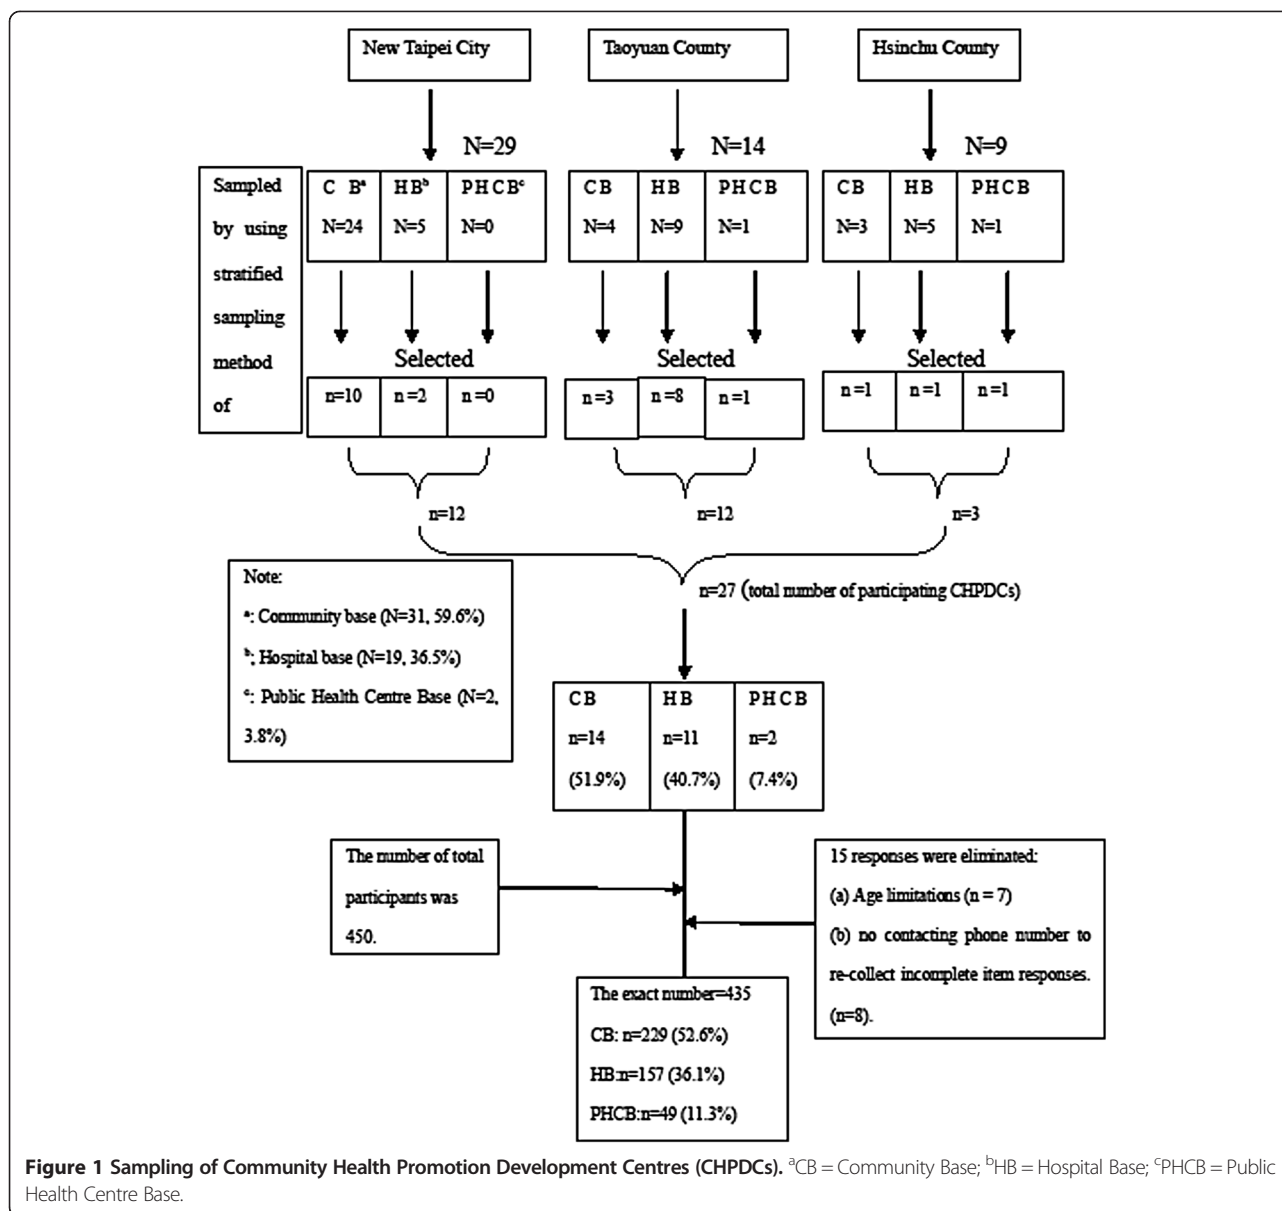 New Taipei City
Taoyuan County
Hsinchu County
N=29
N=14
N=9
Sampled
by using
stratified
sampling
method
of
C Bᵃ
HBᵇ
PHCBᶜ
N=24
N=5
N=0
CB
HB
PHCB
N=4
N=9
N=1
CB
HB
PHCB
N=3
N=5
N=1
Selected
Selected
Selected
n=10
n=2
n=0
n=3
n=8
n=1
n=1
n=1
n=1
n=12
n=12
n=3
n=27 (total number of participating CHPDCs)
Note:
ᵃ: Community base (N=31, 59.6%)
ᵇ: Hospital base (N=19, 36.5%)
ᶜ: Public Health Centre Base (N=2,
3.8%)
CB
HB
PHCB
n=14
n=11
n=2
(51.9%)
(40.7%)
(7.4%)
The number of total
participants was
450.
15 responses were eliminated:
(a) Age limitations (n = 7)
(b) no contacting phone number to
re-collect incomplete item responses.
(n=8).
The exact number=435
CB: n=229 (52.6%)
HB:n=157 (36.1%)
PHCB:n=49 (11.3%)
Figure 1 Sampling of Community Health Promotion Development Centres (CHPDCs). ᵃCB = Community Base; ᵇHB = Hospital Base; ᶜPHCB = Public
Health Centre Base.